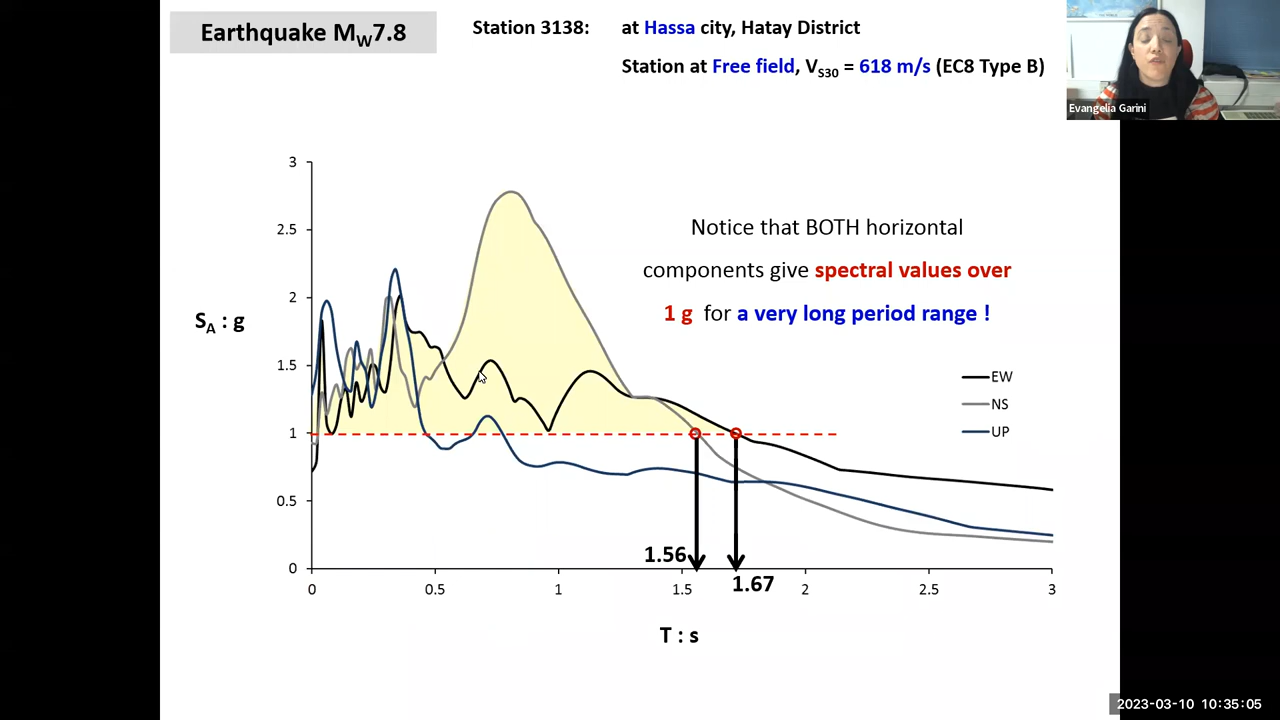 Earthquake MW7.8
Station 3138: at Hassa city, Hatay District
Station at Free field, VS30 = 618 m/s (EC8 Type B)
Evangelia Garini
Notice that BOTH horizontal
components give spectral values over
1 g for a very long period range !
SA : g
3
2.5
2
1.5
1
0.5
0
EW
NS
UP
1.56
1.67
0 0.5 1 1.5 2 2.5 3
T : s
2023-03-10 10:35:05